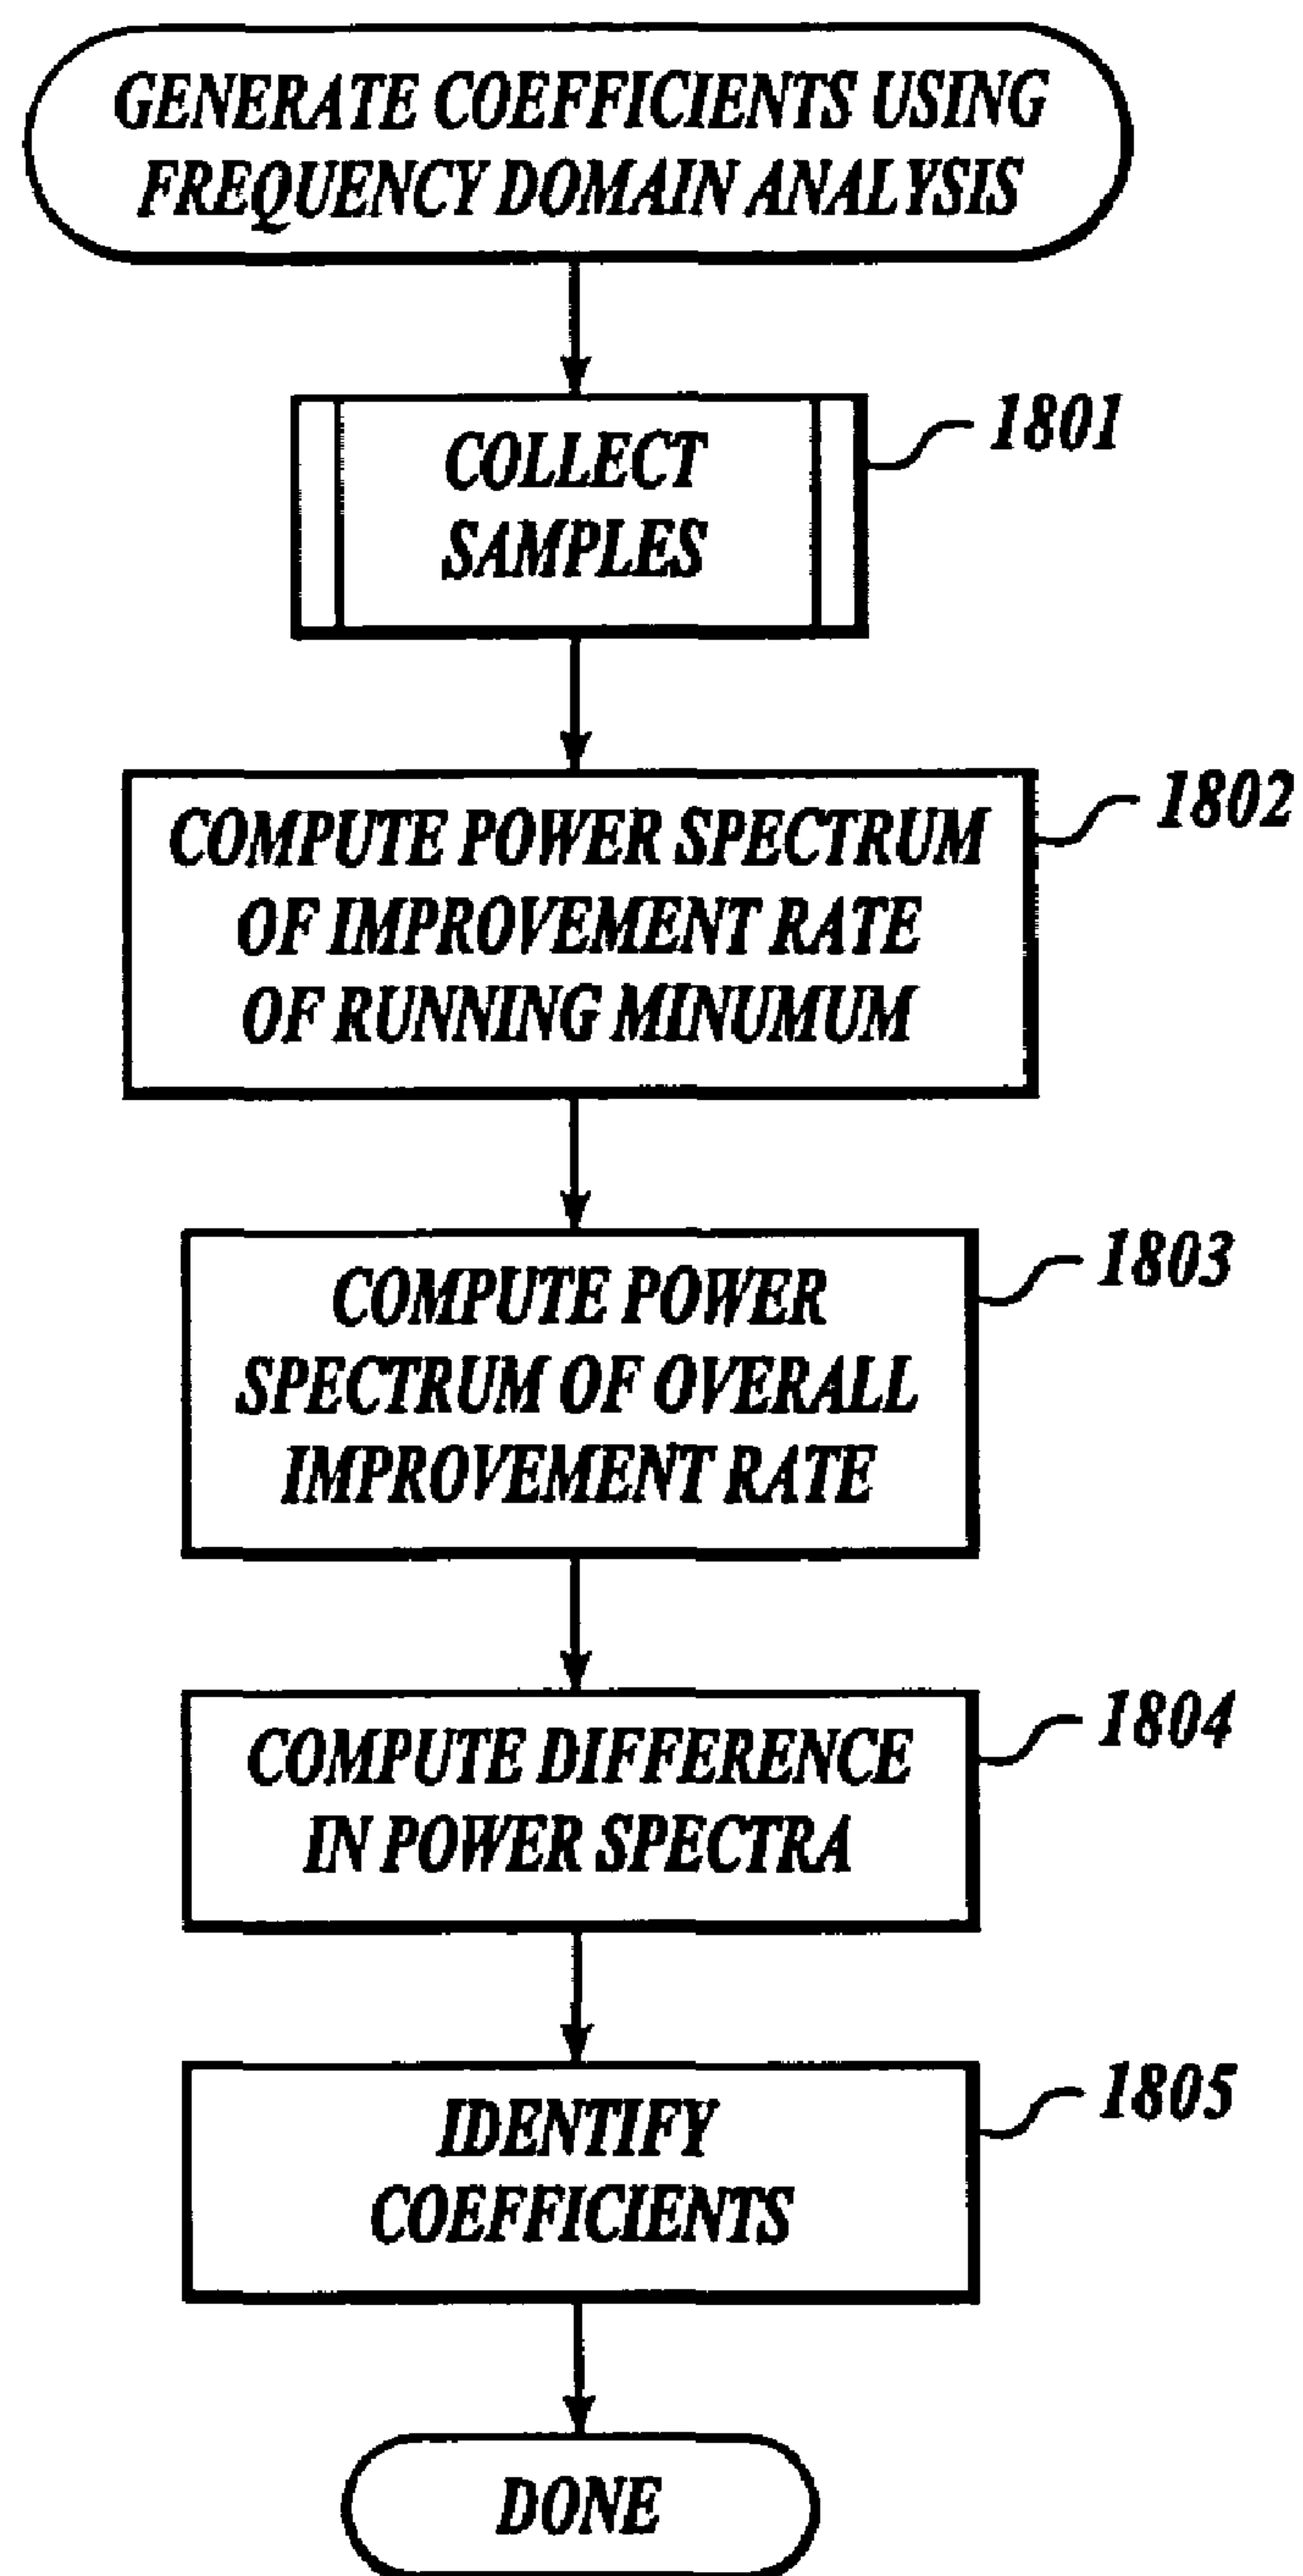 GENERATE COEFFICIENTS USING
FREQUENCY DOMAIN ANALYSIS
COLLECT
SAMPLES
1801
COMPUTE POWER SPECTRUM
OF IMPROVEMENT RATE
OF RUNNING MINUMUM
1802
COMPUTE POWER
SPECTRUM OF OVERALL
IMPROVEMENT RATE
1803
COMPUTE DIFFERENCE
IN POWER SPECTRA
1804
IDENTIFY
COEFFICIENTS
1805
DONE